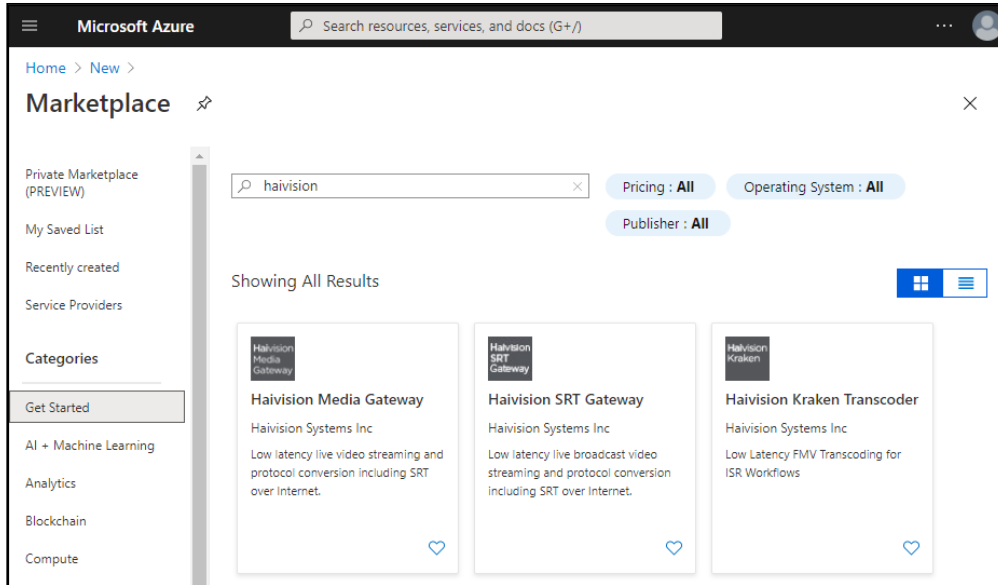 Microsoft Azure
Search resources, services, and docs (G+/)
...
Home > New >
Marketplace
Private Marketplace
(PREVIEW)
My Saved List
Recently created
Service Providers
Categories
Get Started
AI + Machine Learning
Analytics
Blockchain
Compute
haivision
Pricing : All
Operating System : All
Publisher : All
Showing All Results
Haivision
Media
Gateway
Haivision Media Gateway
Haivision Systems Inc
Low latency live video streaming and
protocol conversion including SRT
over Internet.
Haivision
SRT
Gateway
Haivision SRT Gateway
Haivision Systems Inc
Low latency live broadcast video
streaming and protocol conversion
including SRT over Internet.
Haivision
Kraken
Haivision Kraken Transcoder
Haivision Systems Inc
Low Latency FMV Transcoding for
ISR Workflows